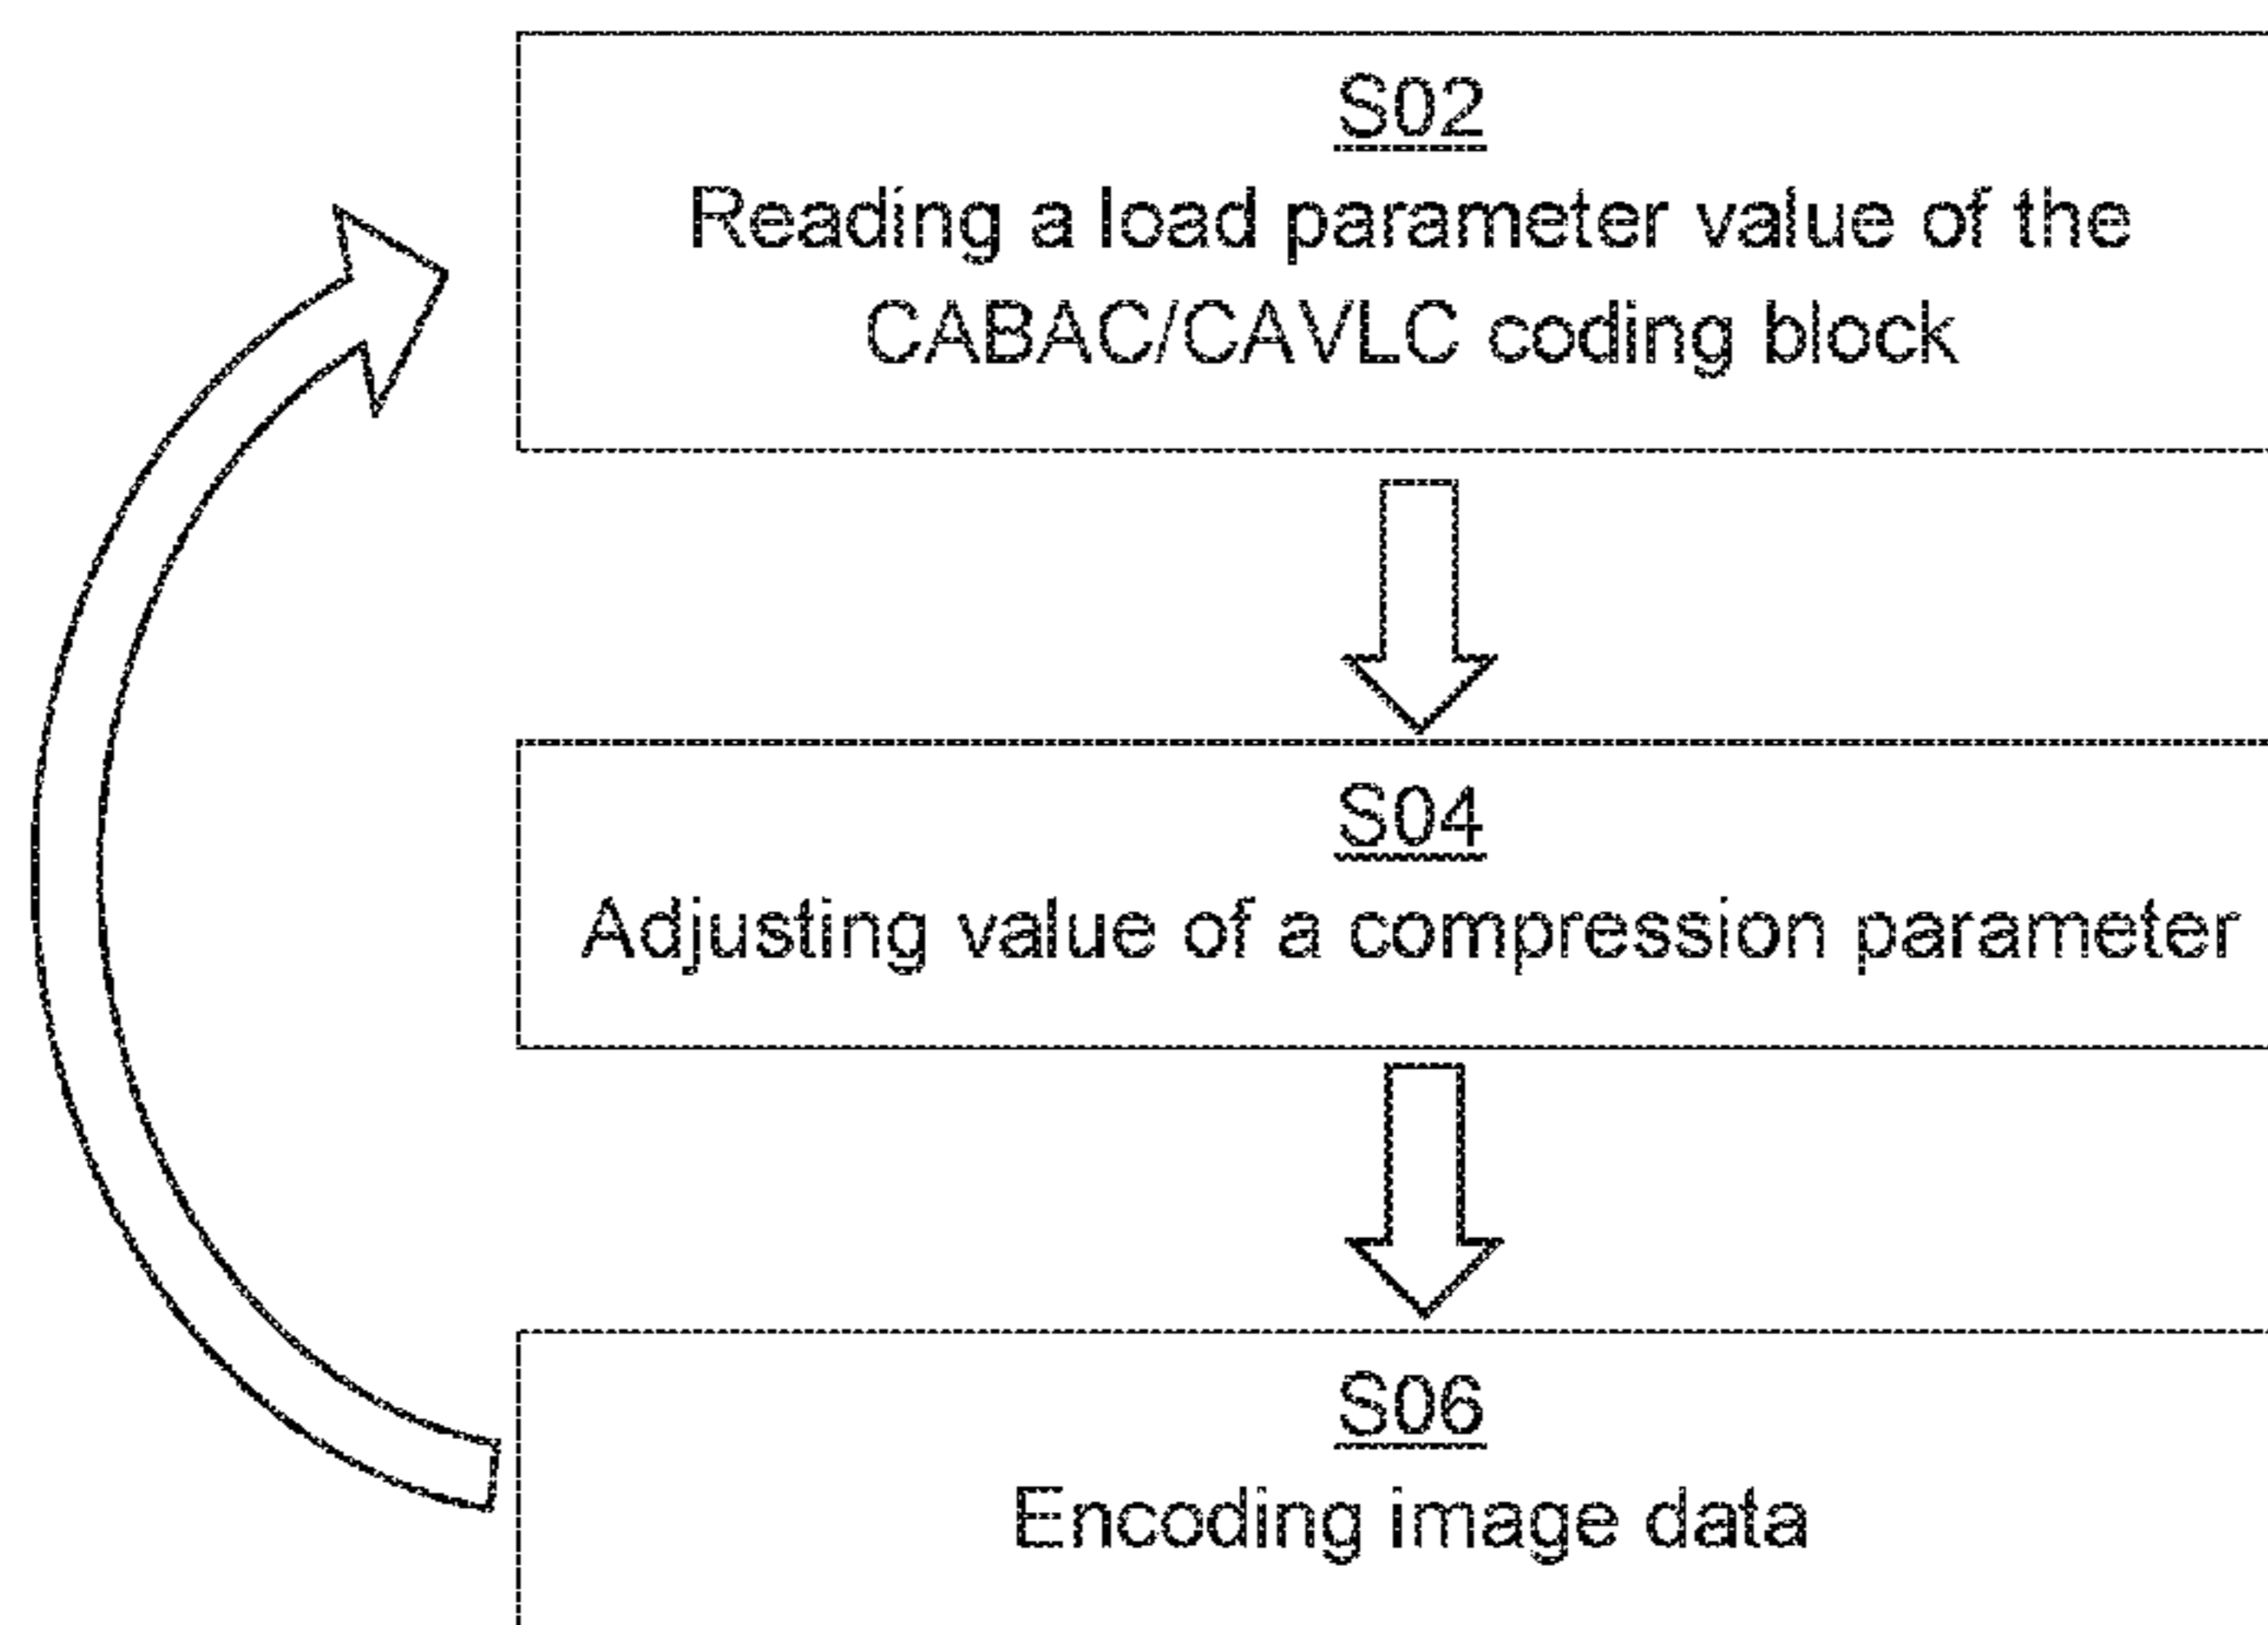 S02
Reading a load parameter value of the
CABAC/CAVLC coding block
S04
Adjusting value of a compression parameter
S06
Encoding image data